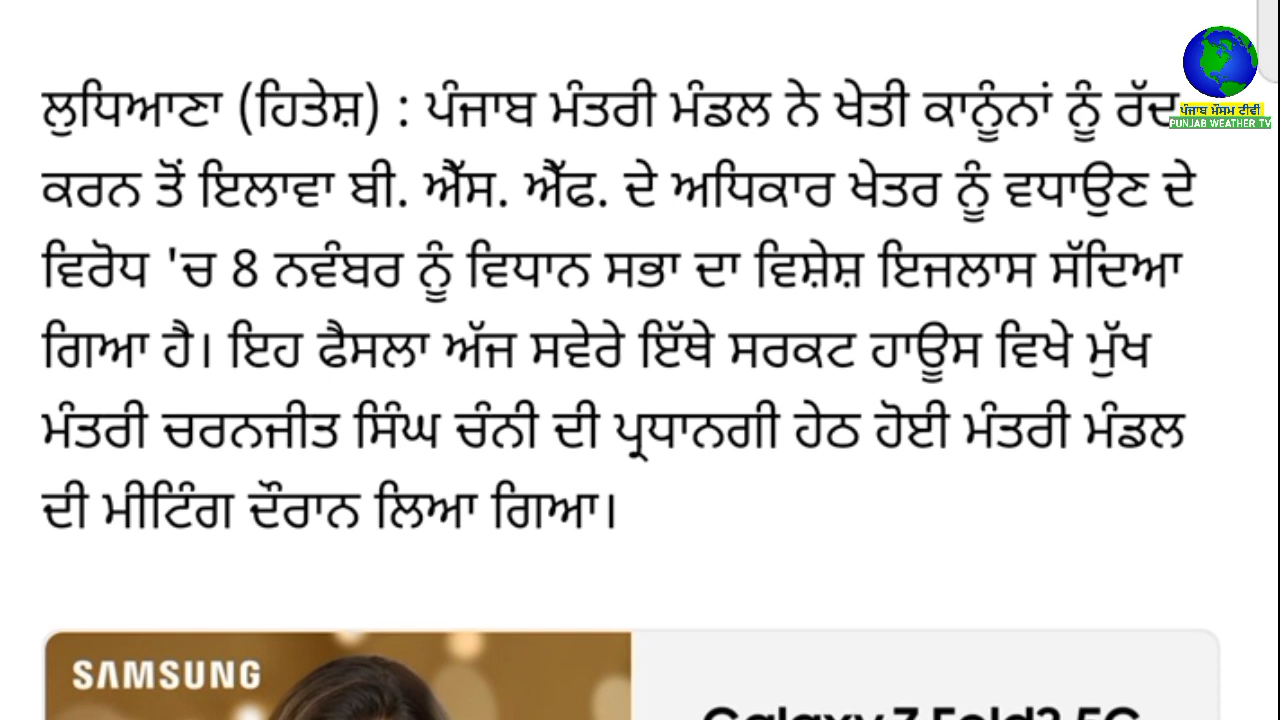 ਲੁਧਿਆਣਾ (ਹਿਤੇਸ਼) : ਪੰਜਾਬ ਮੰਤਰੀ ਮੰਡਲ ਨੇ ਖੇਤੀ ਕਾਨੂੰਨਾਂ ਨੂੰ ਰੱਦ
ਕਰਨ ਤੋਂ ਇਲਾਵਾ ਬੀ. ਐੱਸ. ਐੱਫ. ਦੇ ਅਧਿਕਾਰ ਖੇਤਰ ਨੂੰ ਵਧਾਉਣ ਦੇ
ਵਿਰੋਧ 'ਚ 8 ਨਵੰਬਰ ਨੂੰ ਵਿਧਾਨ ਸਭਾ ਦਾ ਵਿਸ਼ੇਸ਼ ਇਜਲਾਸ ਸੱਦਿਆ
ਗਿਆ ਹੈ। ਇਹ ਫੈਸਲਾ ਅੱਜ ਸਵੇਰੇ ਇੱਥੇ ਸਰਕਟ ਹਾਊਸ ਵਿਖੇ ਮੁੱਖ
ਮੰਤਰੀ ਚਰਨਜੀਤ ਸਿੰਘ ਚੰਨੀ ਦੀ ਪ੍ਰਧਾਨਗੀ ਹੇਠ ਹੋਈ ਮੰਤਰੀ ਮੰਡਲ
ਦੀ ਮੀਟਿੰਗ ਦੌਰਾਨ ਲਿਆ ਗਿਆ।
ਪੰਜਾਬ ਮੌਸਮ ਟੀਵੀ
PUNJAB WEATHER TV
SAMSUNG